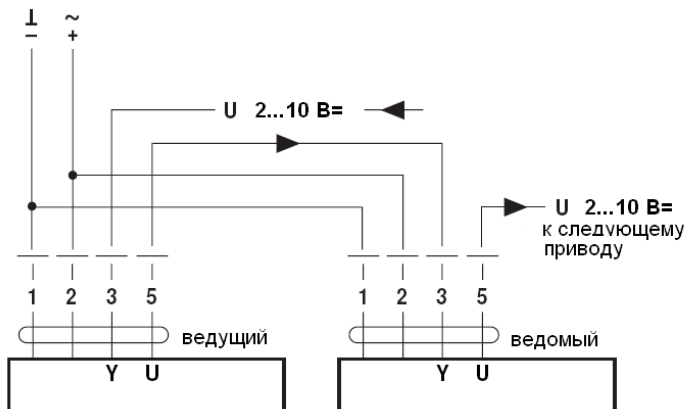 ⊥ ~
− +
U 2...10 В=
U 2...10 В=
к следующему
приводу
1 2 3 5 1 2 3 5
ведущий ведомый
Y U Y U